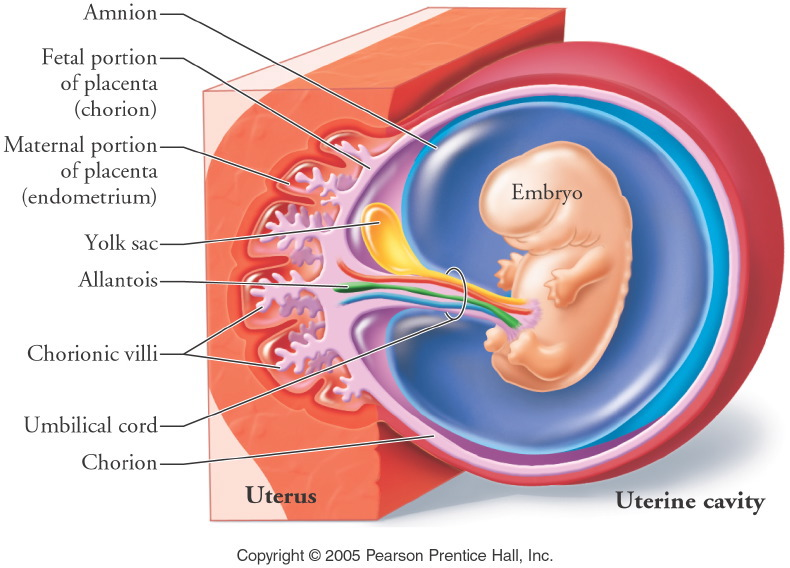 Amnion
Fetal portion
of placenta
(chorion)
Maternal portion
of placenta
(endometrium)
Embryo
Yolk sac
Allantois
Chorionic villi
Umbilical cord
Chorion
Uterus
Uterine cavity
Copyright © 2005 Pearson Prentice Hall, Inc.